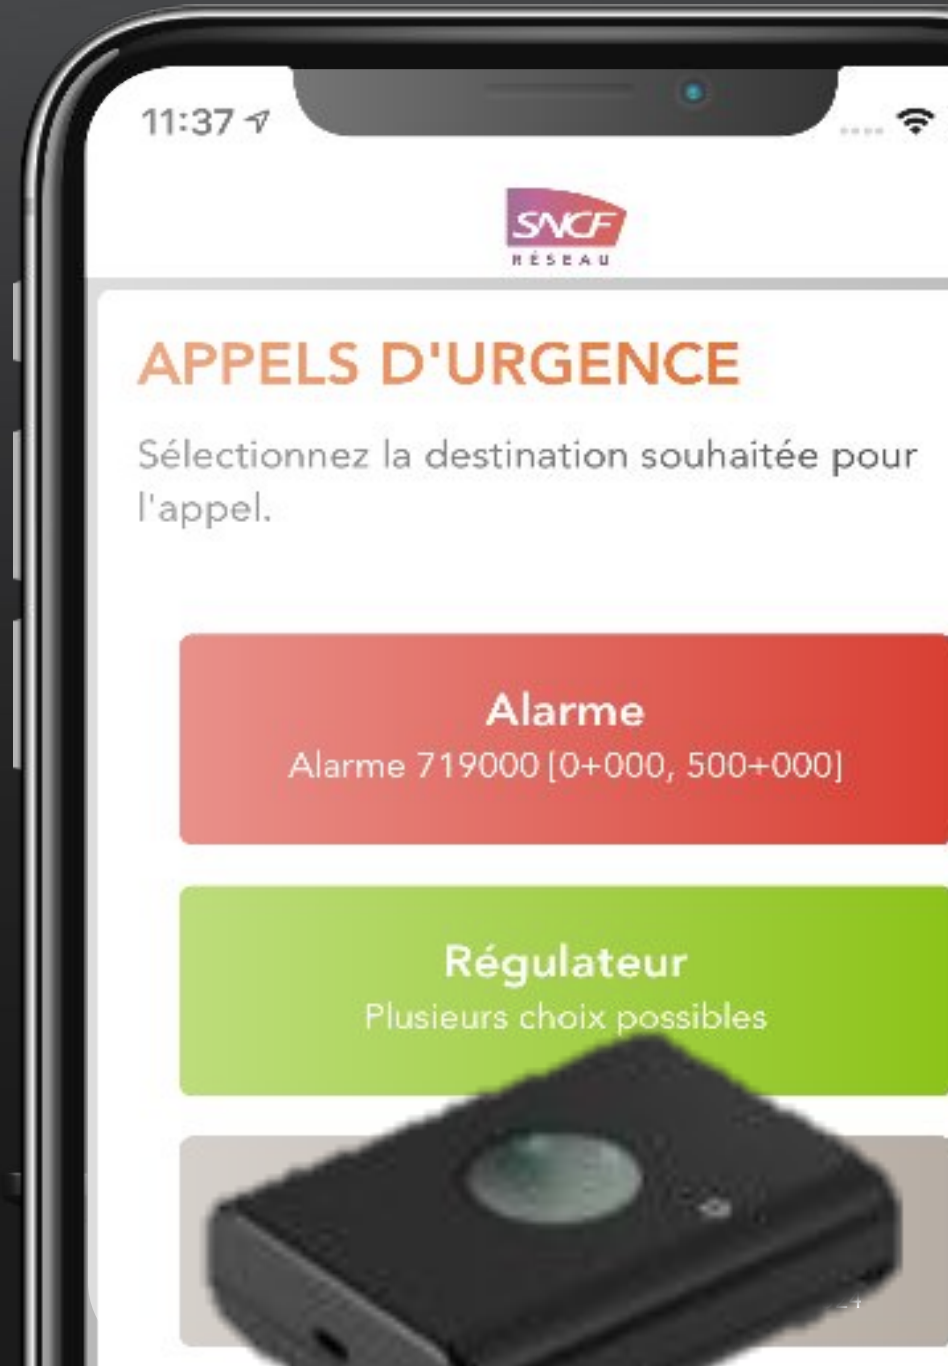 11:37
SNCF
RÉSEAU
APPELS D'URGENCE
Sélectionnez la destination souhaitée pour
l'appel.
Alarme
Alarme 719000 [0+000, 500+000]
Régulateur
Plusieurs choix possibles